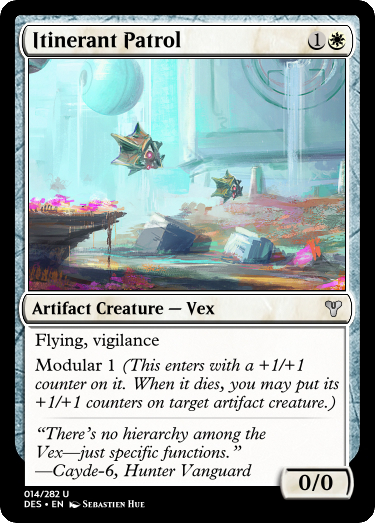 Itinerant Patrol 1
Artifact Creature — Vex
Flying, vigilance
Modular 1 (This enters with a +1/+1
counter on it. When it dies, you may put its
+1/+1 counters on target artifact creature.)
“There’s no hierarchy among the
Vex—just specific functions.”
—Cayde-6, Hunter Vanguard
0/0
014/282 U
DES • EN Sebastien Hue